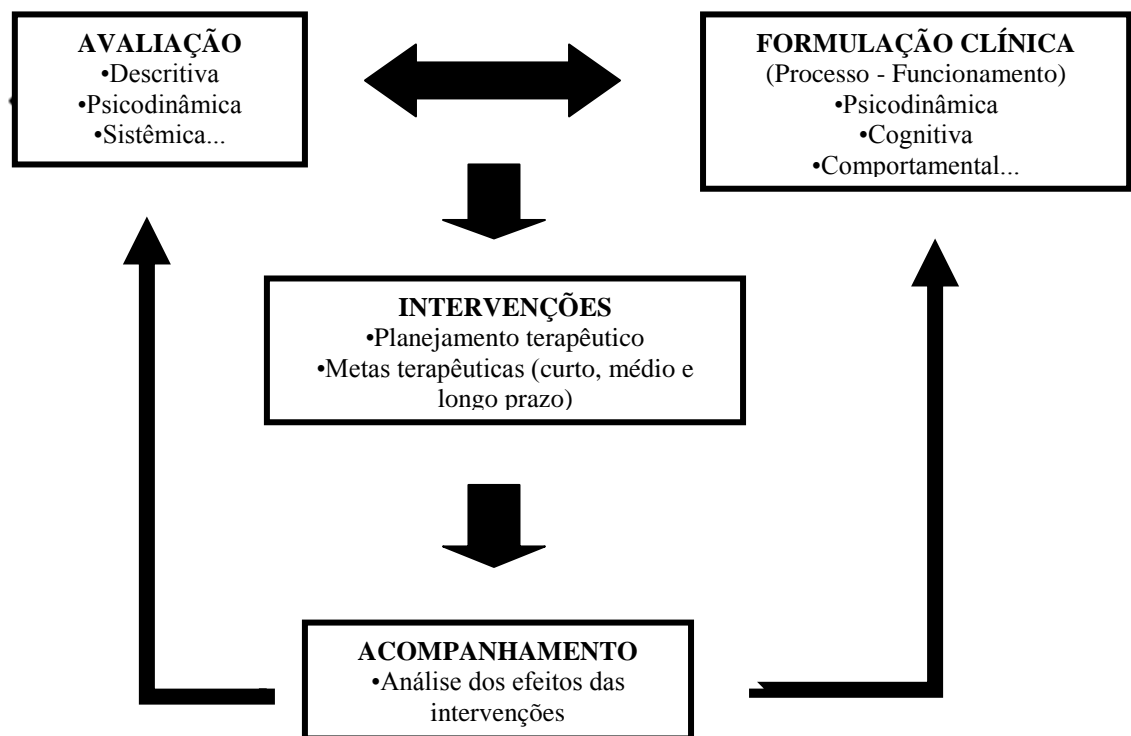 AVALIAÇÃO
•Descritiva
•Psicodinâmica
•Sistêmica...
FORMULAÇÃO CLÍNICA
(Processo - Funcionamento)
•Psicodinâmica
•Cognitiva
•Comportamental...
INTERVENÇÕES
•Planejamento terapêutico
•Metas terapêuticas (curto, médio e
longo prazo)
ACOMPANHAMENTO
•Análise dos efeitos das
intervenções